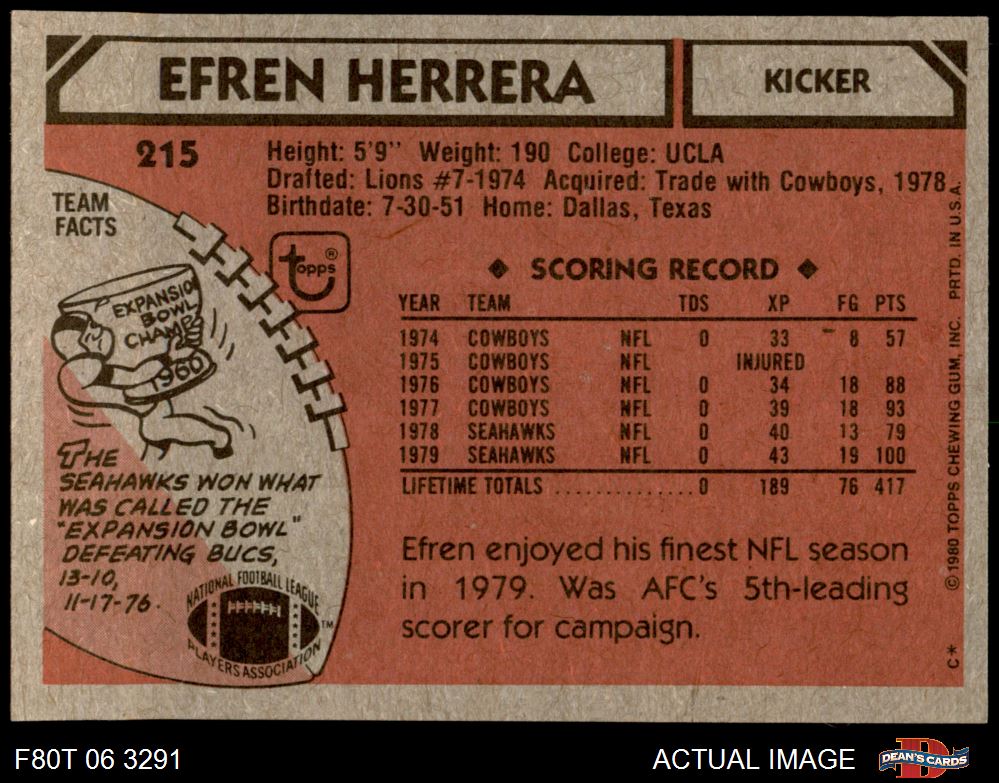 EFREN HERRERA
KICKER
215
Height: 5'9" Weight: 190 College: UCLA
Drafted: Lions #7-1974 Acquired: Trade with Cowboys, 1978
Birthdate: 7-30-51 Home: Dallas, Texas
TEAM
FACTS
topps®
EXPANSION
BOWL
CHAMPS
1960
THE
SEAHAWKS WON WHAT
WAS CALLED THE
"EXPANSION BOWL"
DEFEATING BUCS,
13-10,
11-17-76.
NATIONAL FOOTBALL LEAGUE
PLAYERS ASSOCIATION
TM
◆ SCORING RECORD ◆
YEAR TEAM TDS XP FG PTS
1974 COWBOYS NFL 0 33 8 57
1975 COWBOYS NFL INJURED
1976 COWBOYS NFL 0 34 18 88
1977 COWBOYS NFL 0 39 18 93
1978 SEAHAWKS NFL 0 40 13 79
1979 SEAHAWKS NFL 0 43 19 100
LIFETIME TOTALS ..............0 189 76 417
Efren enjoyed his finest NFL season
in 1979. Was AFC's 5th-leading
scorer for campaign.
C* ©1980 TOPPS CHEWING GUM, INC. PRTD. IN U.S.A.
F80T 06 3291
ACTUAL IMAGE
D
DEAN'S CARDS